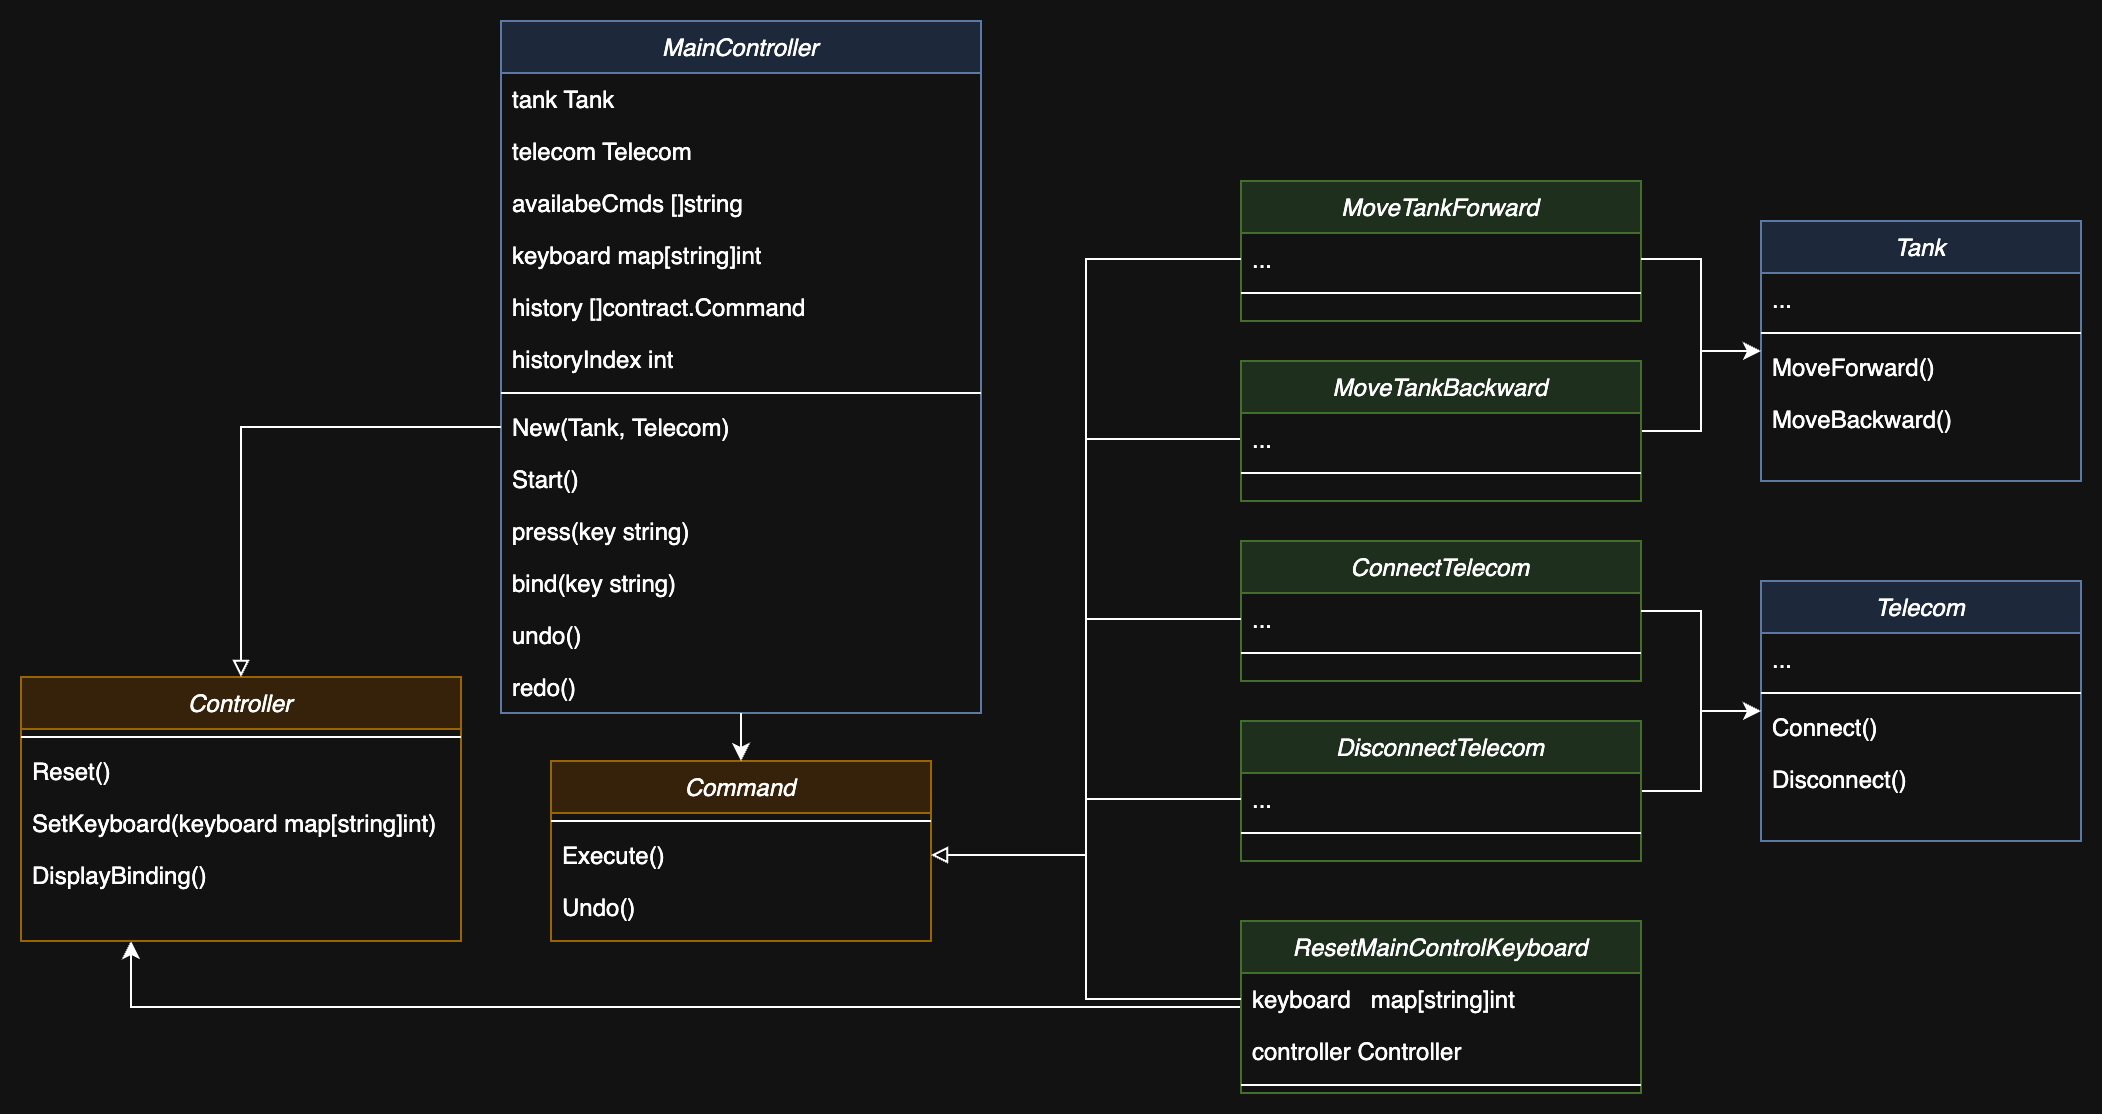 MainController
tank Tank
telecom Telecom
availabeCmds []string
keyboard map[string]int
history []contract.Command
historyIndex int
New(Tank, Telecom)
Start()
press(key string)
bind(key string)
undo()
redo()
Controller
Reset()
SetKeyboard(keyboard map[string]int)
DisplayBinding()
Command
Execute()
Undo()
MoveTankForward
...
MoveTankBackward
...
ConnectTelecom
...
DisconnectTelecom
...
ResetMainControlKeyboard
keyboard   map[string]int
controller Controller
Tank
...
MoveForward()
MoveBackward()
Telecom
...
Connect()
Disconnect()